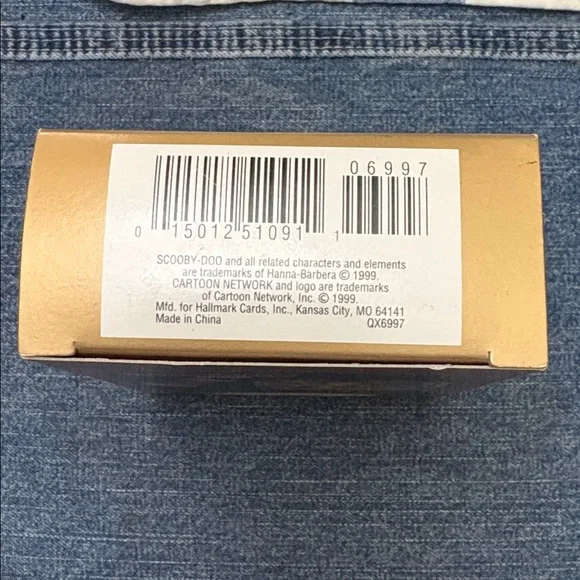 06997
0 15012 51091 1
SCOOBY-DOO and all related characters and elements
are trademarks of Hanna-Barbera © 1999.
CARTOON NETWORK and logo are trademarks
of Cartoon Network, Inc. © 1999.
Mfd. for Hallmark Cards, Inc., Kansas City, MO 64141
Made in China QX6997